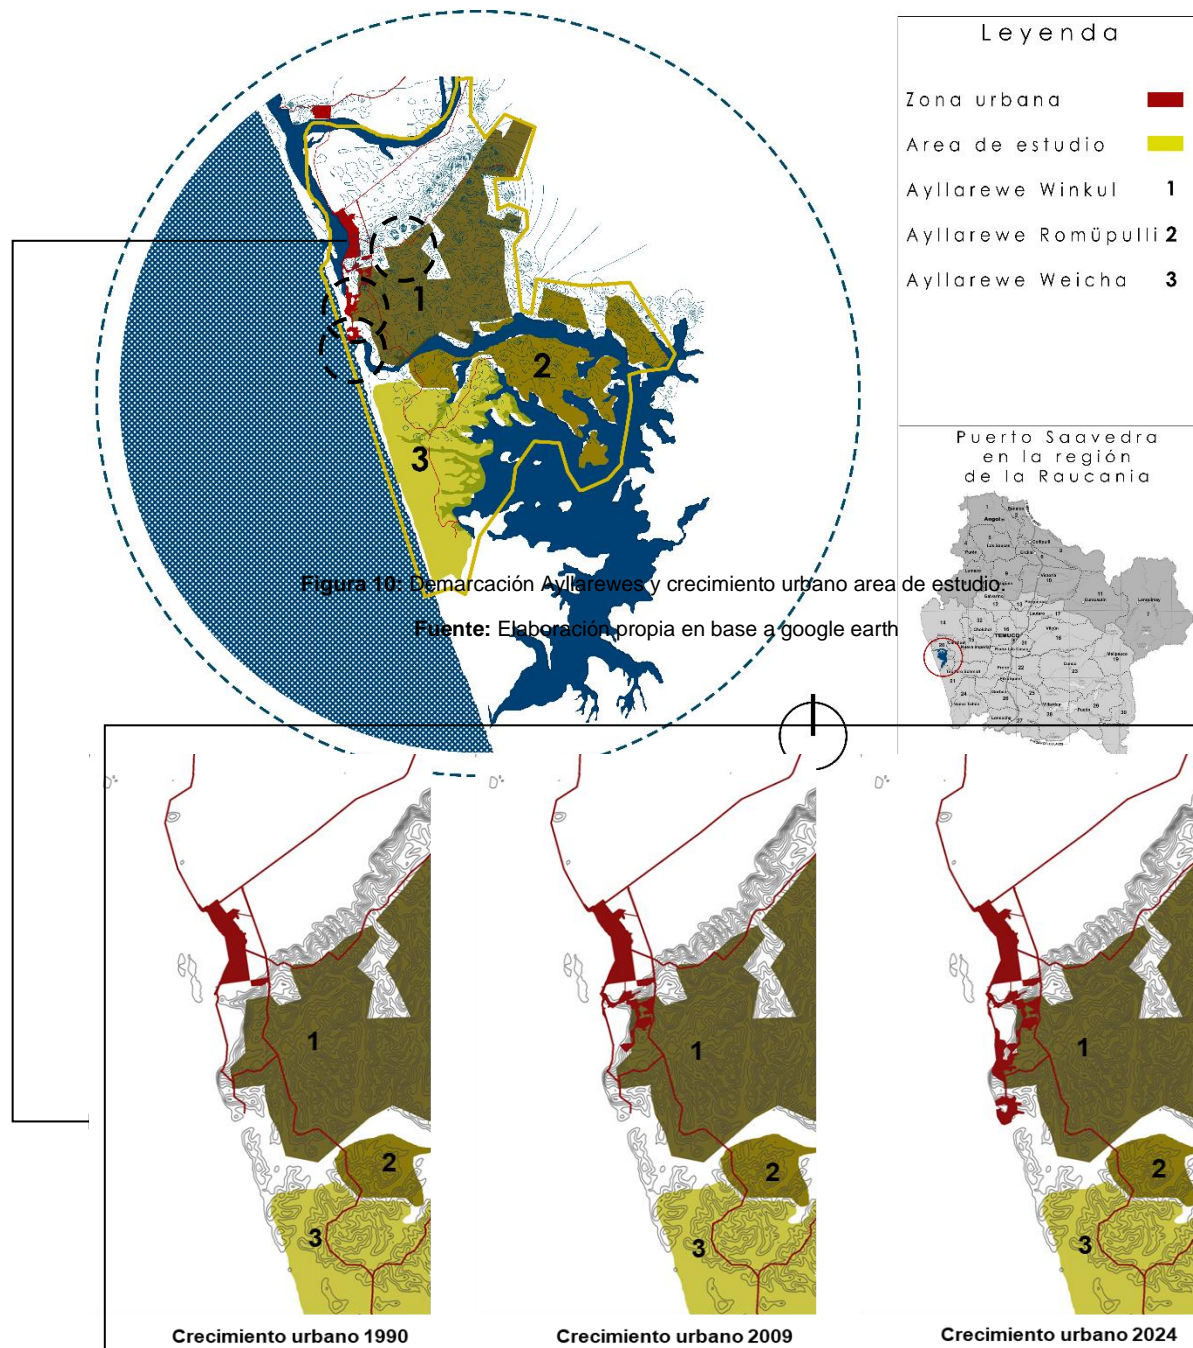 Leyenda
Zona urbana
Area de estudio
Ayllarewe Winkul 1
Ayllarewe Romüpulli 2
Ayllarewe Weicha 3
1
2
3
Puerto Saavedra
en la región
de la Raucania
Angol
TEMUCO
Figura 10: Demarcación Ayllarewes y crecimiento urbano area de estudio.
Fuente: Elaboración propia en base a google earth
1
2
3
Crecimiento urbano 1990
1
2
3
Crecimiento urbano 2009
1
2
3
Crecimiento urbano 2024